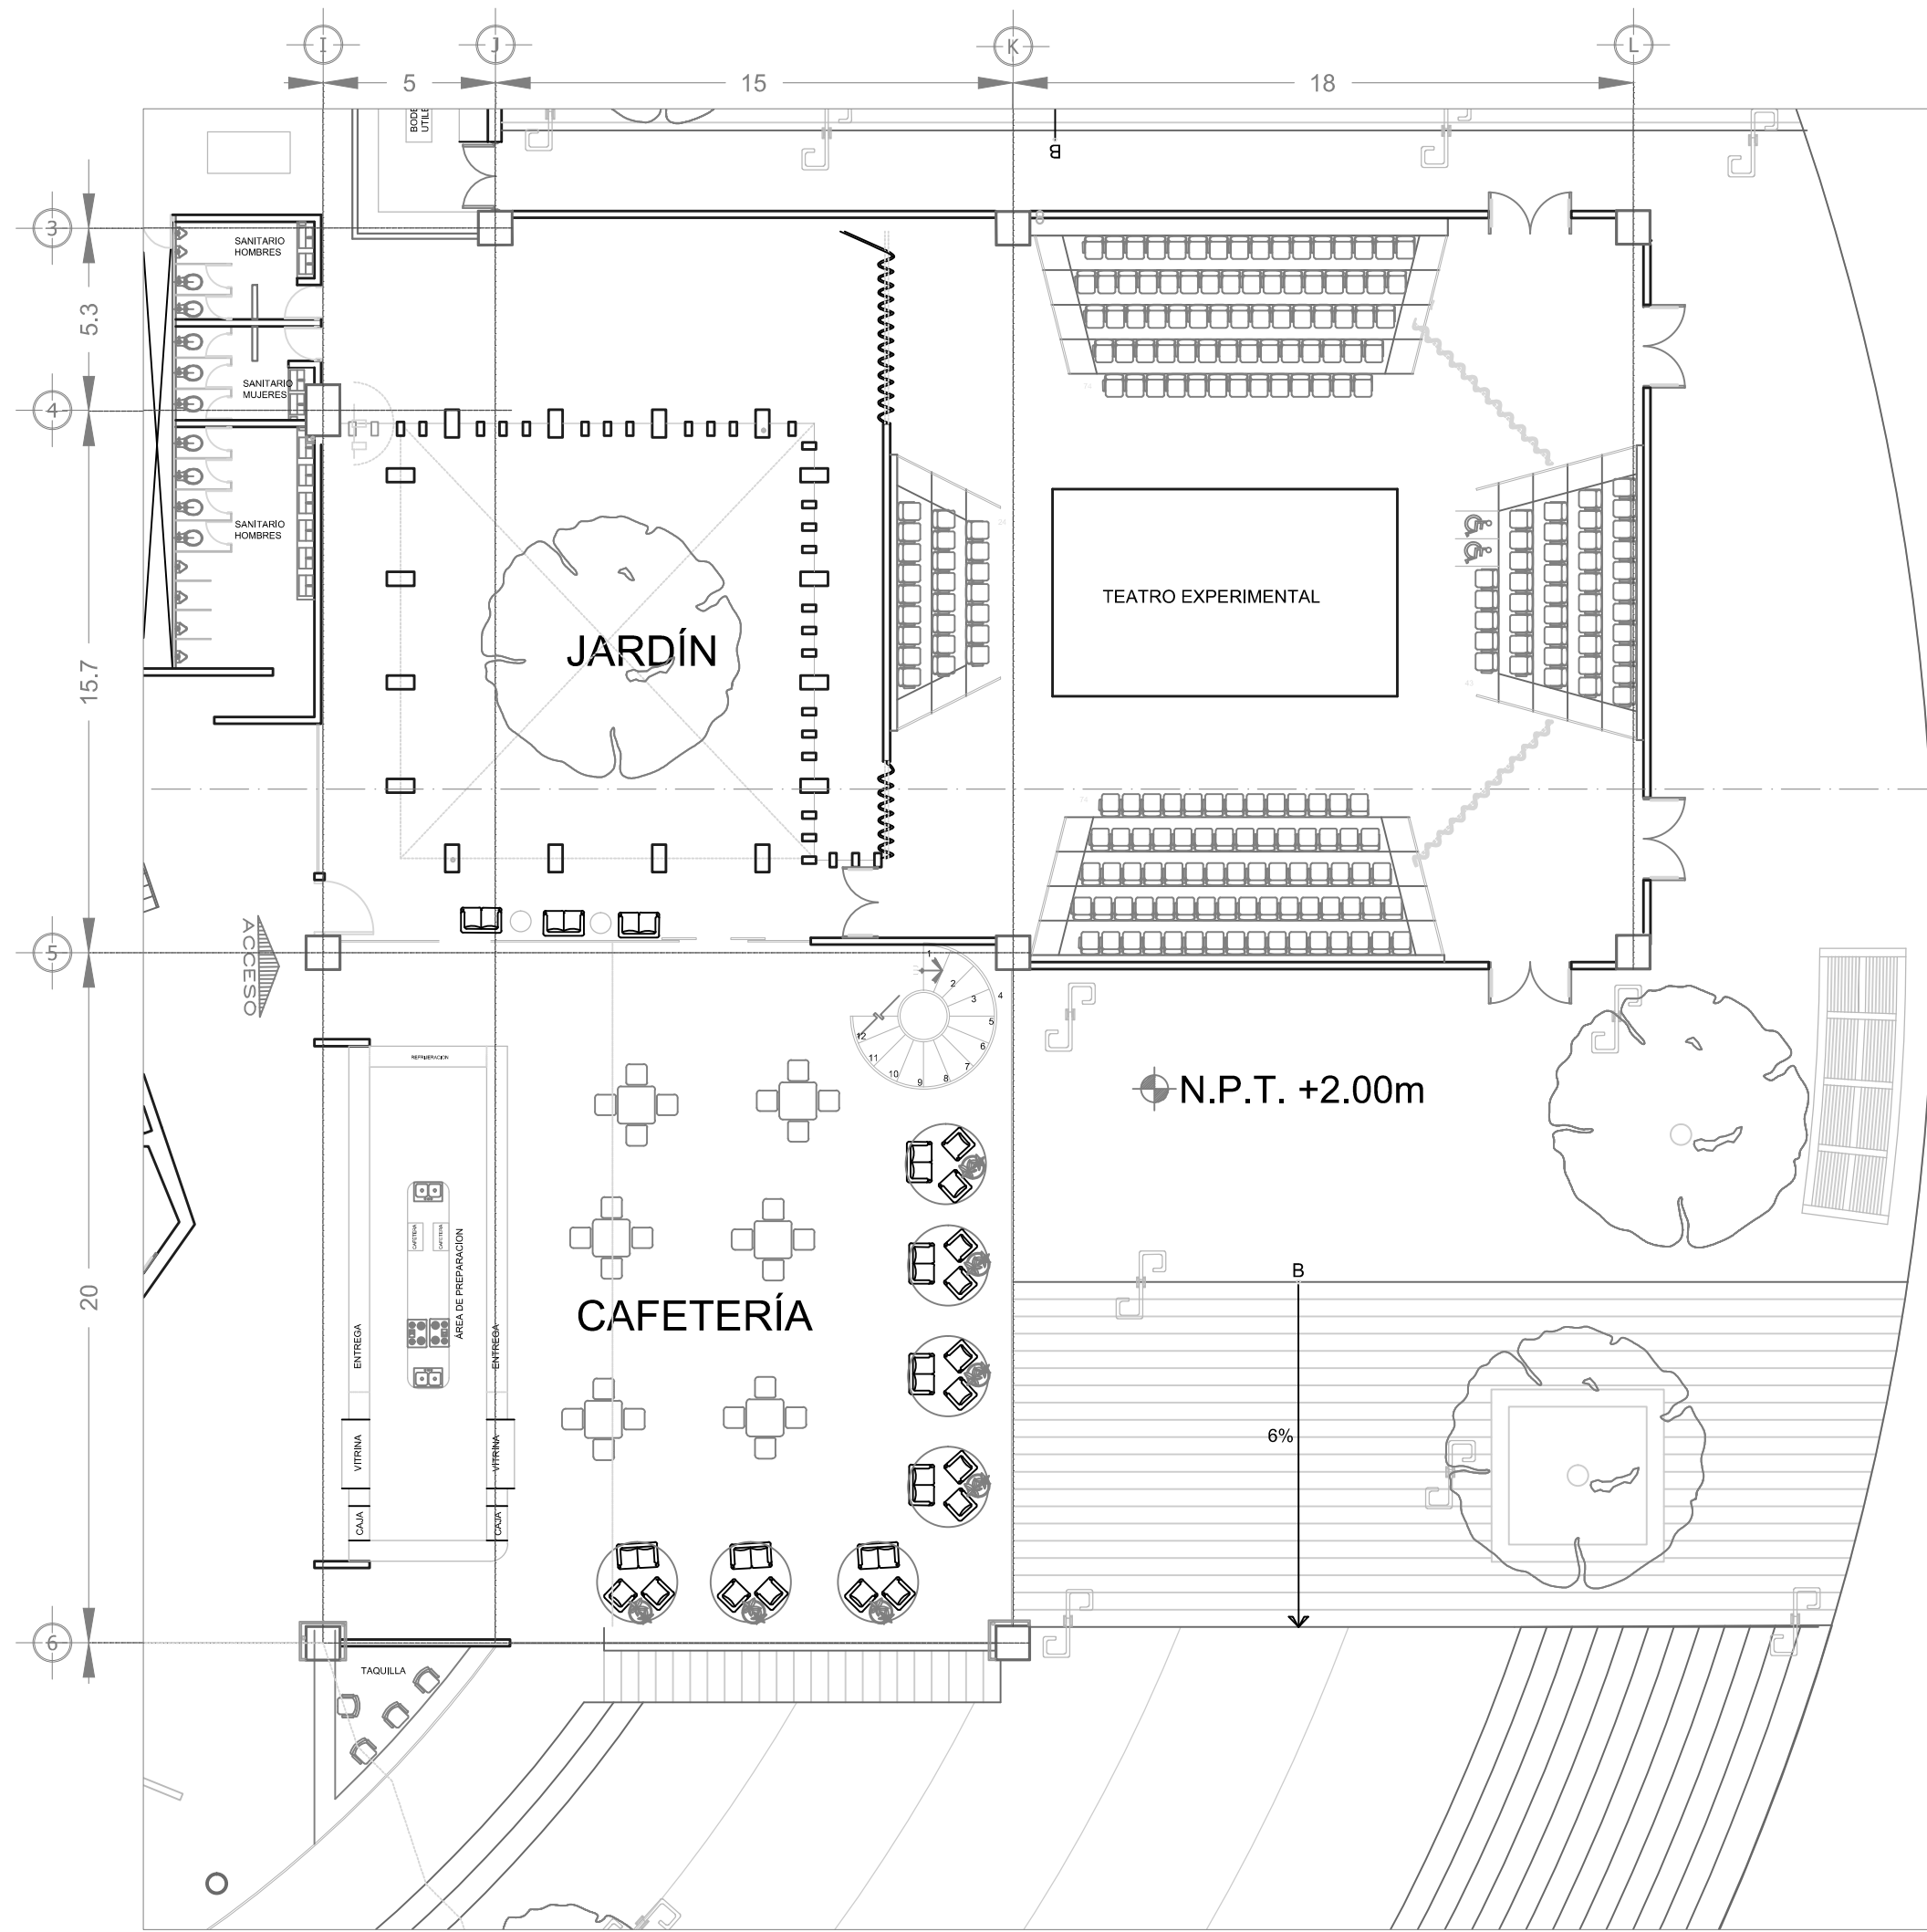 I
J
K
L
5
15
18
BODE
UTILE
B
3
SANITARIO
HOMBRES
5.3
SANITARIO
MUJERES
4
SANITARIO
HOMBRES
TEATRO EXPERIMENTAL
JARDÍN
15.7
ACCESO
5
1
2
3
4
5
6
7
8
9
10
11
12
REFRIGERACION
N.P.T. +2.00m
CAFETERA
CAFETERA
ÁREA DE PREPARACION
B
20
CAFETERÍA
ENTREGA
ENTREGA
6%
VITRINA
VITRINA
CAJA
CAJA
6
TAQUILLA